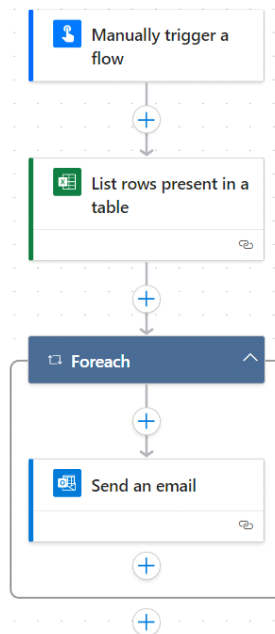 Manually trigger a
flow
List rows present in a
table
Foreach
Send an email